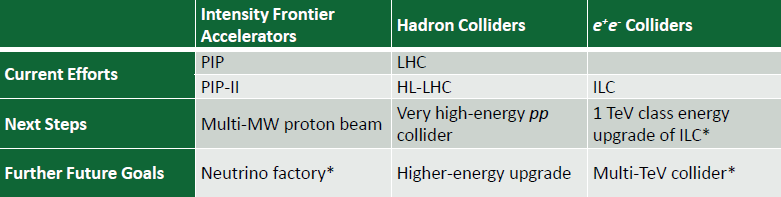 Intensity Frontier Accelerators Hadron Colliders e+e- Colliders
Current Efforts PIP LHC
PIP-II HL-LHC ILC
Next Steps Multi-MW proton beam Very high-energy pp collider 1 TeV class energy upgrade of ILC*
Further Future Goals Neutrino factory* Higher-energy upgrade Multi-TeV collider*